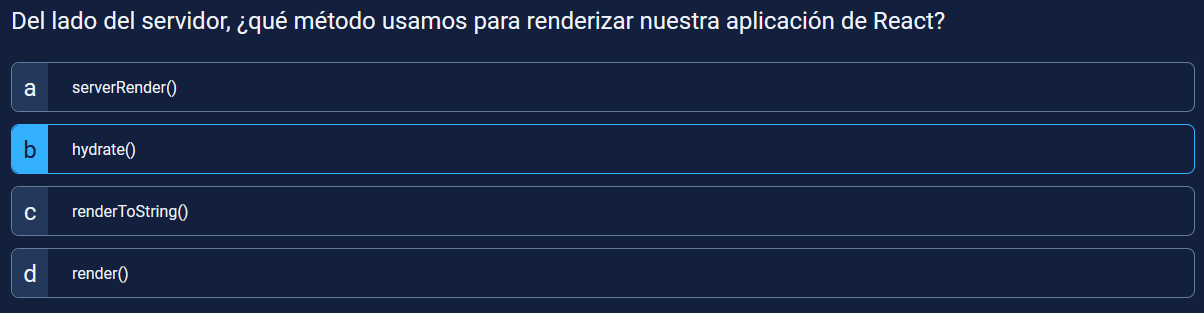 Del lado del servidor, ¿qué método usamos para renderizar nuestra aplicación de React?
a serverRender()
b hydrate()
c renderToString()
d render()